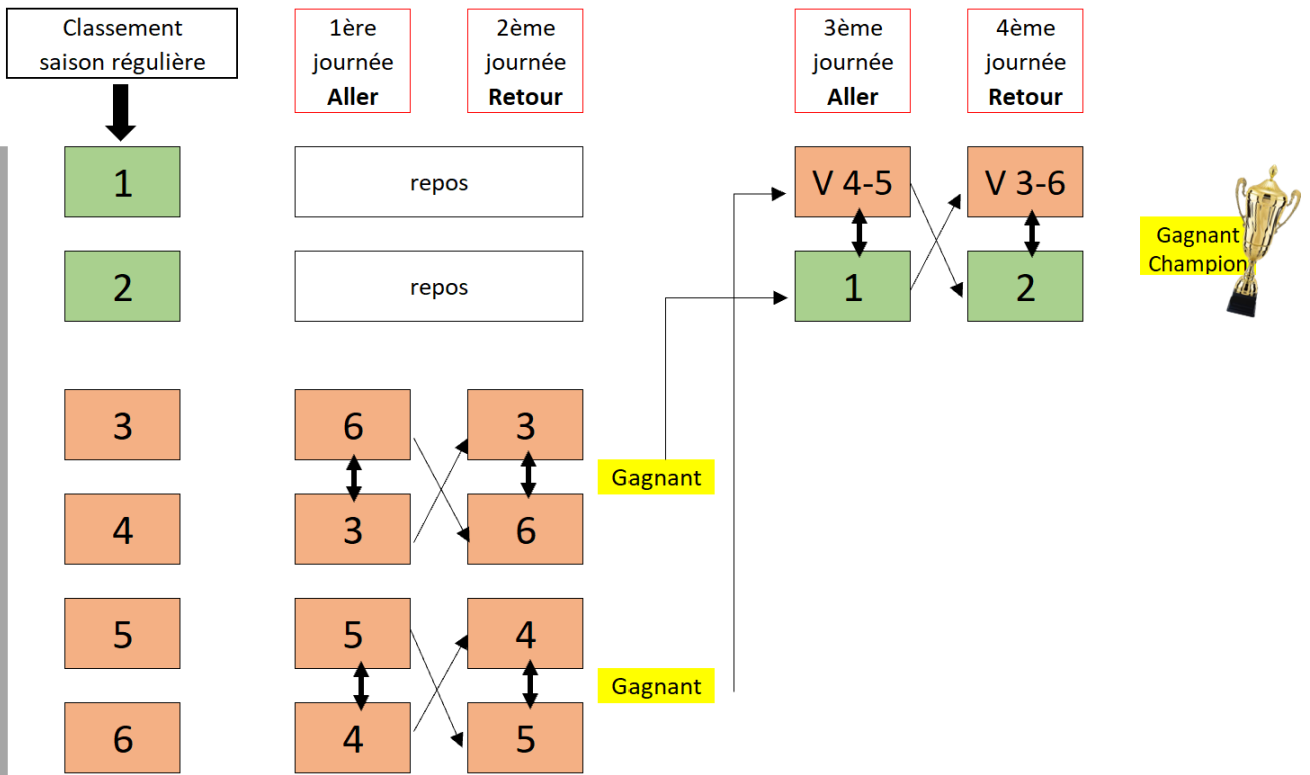 Classement
saison régulière
1ère
journée
Aller
2ème
journée
Retour
3ème
journée
Aller
4ème
journée
Retour
1
repos
V 4-5
V 3-6
Gagnant
Champion
2
repos
1
2
3
6
3
Gagnant
4
3
6
5
5
4
Gagnant
6
4
5